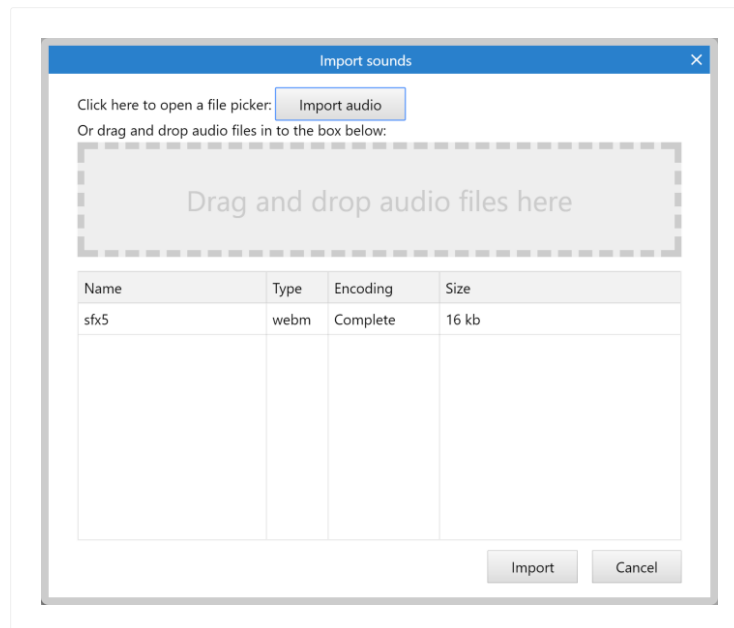 Import sounds
Click here to open a file picker: Import audio
Or drag and drop audio files in to the box below:
Drag and drop audio files here
Name Type Encoding Size
sfx5 webm Complete 16 kb
Import Cancel